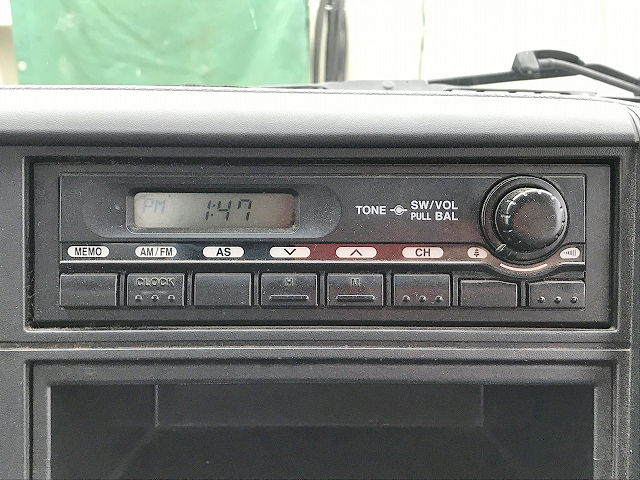 PM 1:47
TONE SW/VOL
PULL BAL
MEMO AM/FM AS CH
CLOCK H M